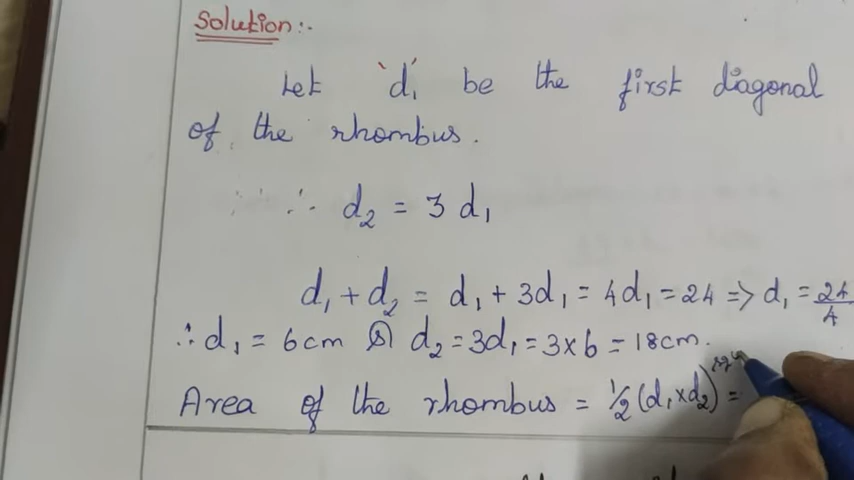 Solution:-
Let 'd₁' be the first diagonal
of the rhombus.
∴ d₂ = 3 d₁
d₁ + d₂ = d₁ + 3d₁ = 4d₁ = 24 => d₁ = 24/4
∴ d₁ = 6cm & d₂ = 3d₁ = 3×6 = 18cm.
Area of the rhombus = ½ (d₁×d₂) =